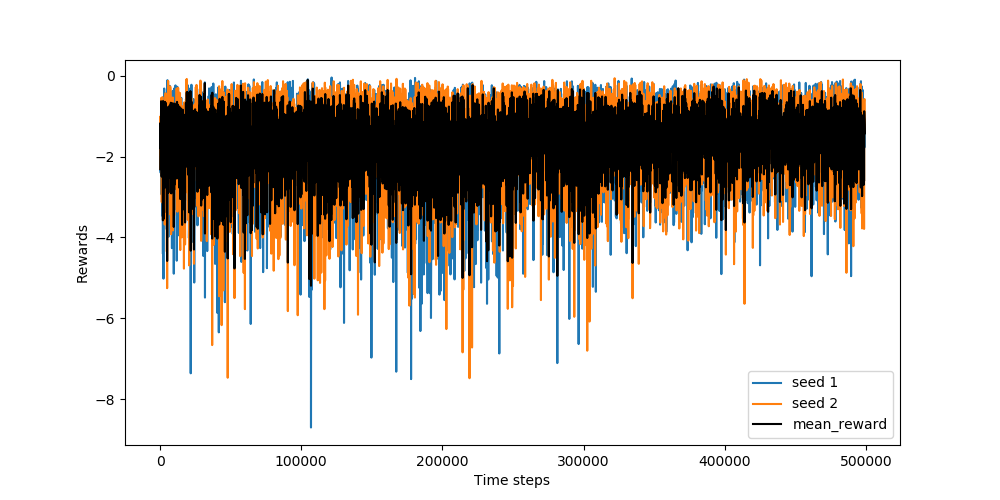 0
−2
−4
−6
−8
Rewards
0
100000
200000
300000
400000
500000
Time steps
seed 1
seed 2
mean_reward